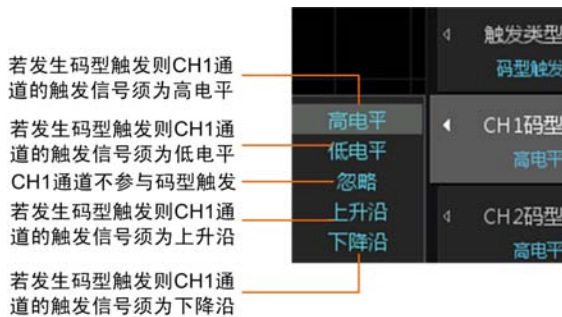 若发生码型触发则CH1通
道的触发信号须为高电平
若发生码型触发则CH1通
道的触发信号须为低电平
CH1通道不参与码型触发
若发生码型触发则CH1通
道的触发信号须为上升沿
若发生码型触发则CH1通
道的触发信号须为下降沿
高电平
低电平
忽略
上升沿
下降沿
触发类型
码型触发
CH1码型
高电平
CH2码型
高电平